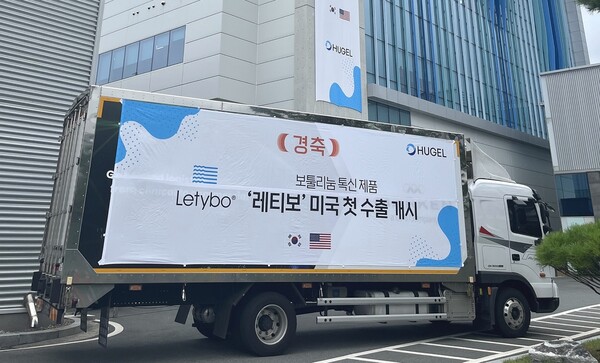 HUGEL
( 경축 )
HUGEL
보툴리눔 톡신 제품
Letybo®
‘레티보’ 미국 첫 수출 개시